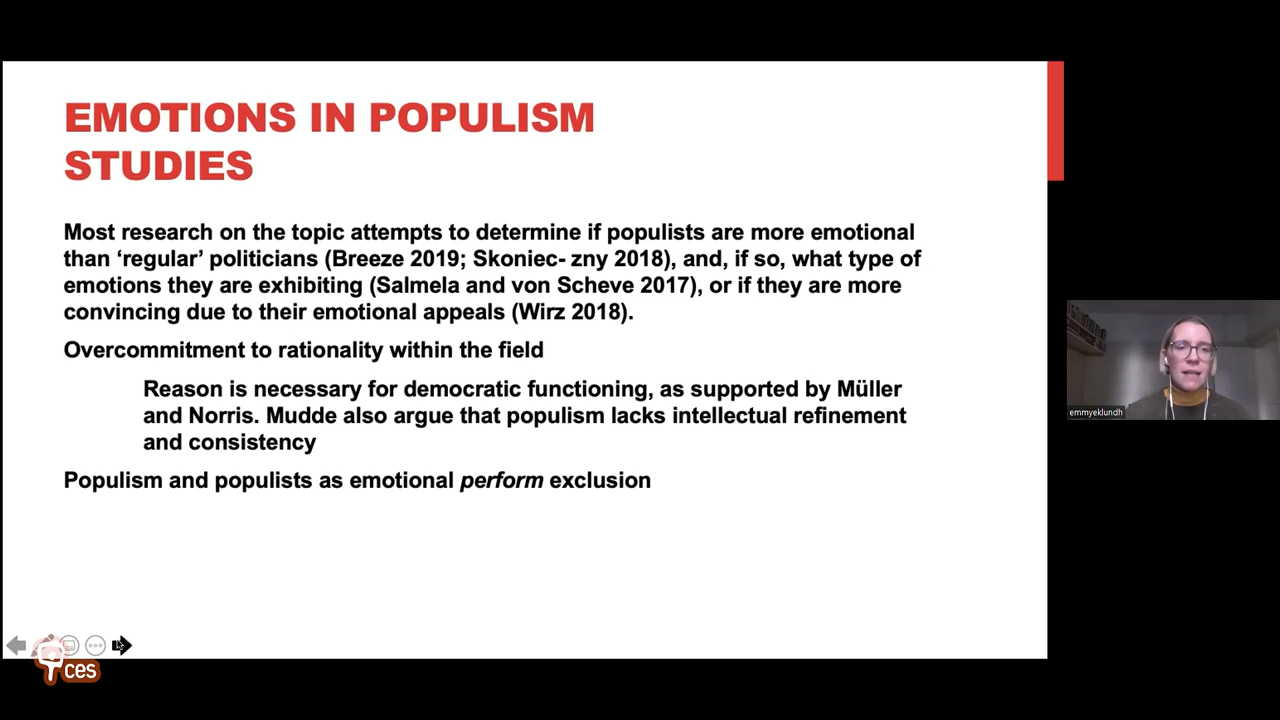 EMOTIONS IN POPULISM
STUDIES
Most research on the topic attempts to determine if populists are more emotional
than ‘regular’ politicians (Breeze 2019; Skoniec- zny 2018), and, if so, what type of
emotions they are exhibiting (Salmela and von Scheve 2017), or if they are more
convincing due to their emotional appeals (Wirz 2018).
Overcommitment to rationality within the field
Reason is necessary for democratic functioning, as supported by Müller
and Norris. Mudde also argue that populism lacks intellectual refinement
and consistency
Populism and populists as emotional perform exclusion
emmyeklundh
ces